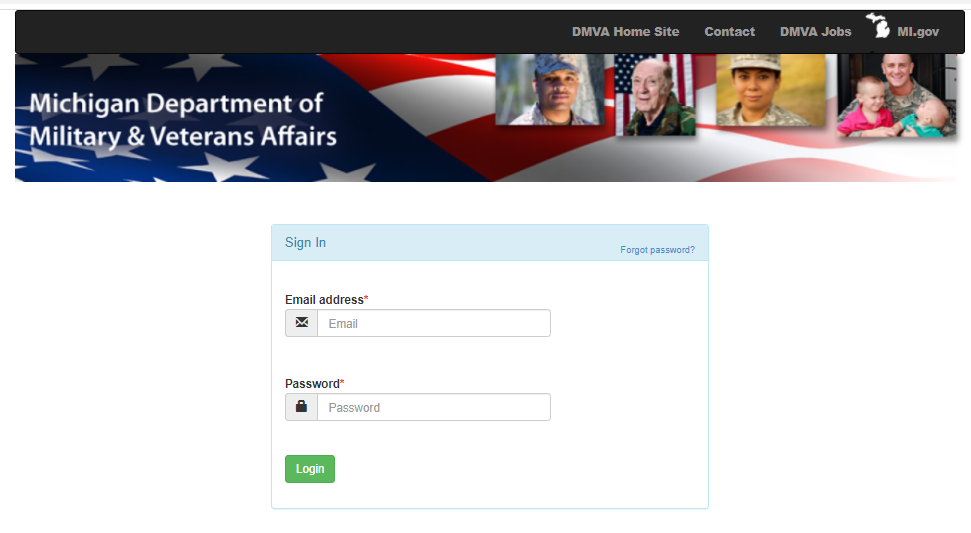 DMVA Home Site Contact DMVA Jobs MI.gov
Michigan Department of
Military & Veterans Affairs
Sign In
Forgot password?
Email address*
Email
Password*
Password
Login